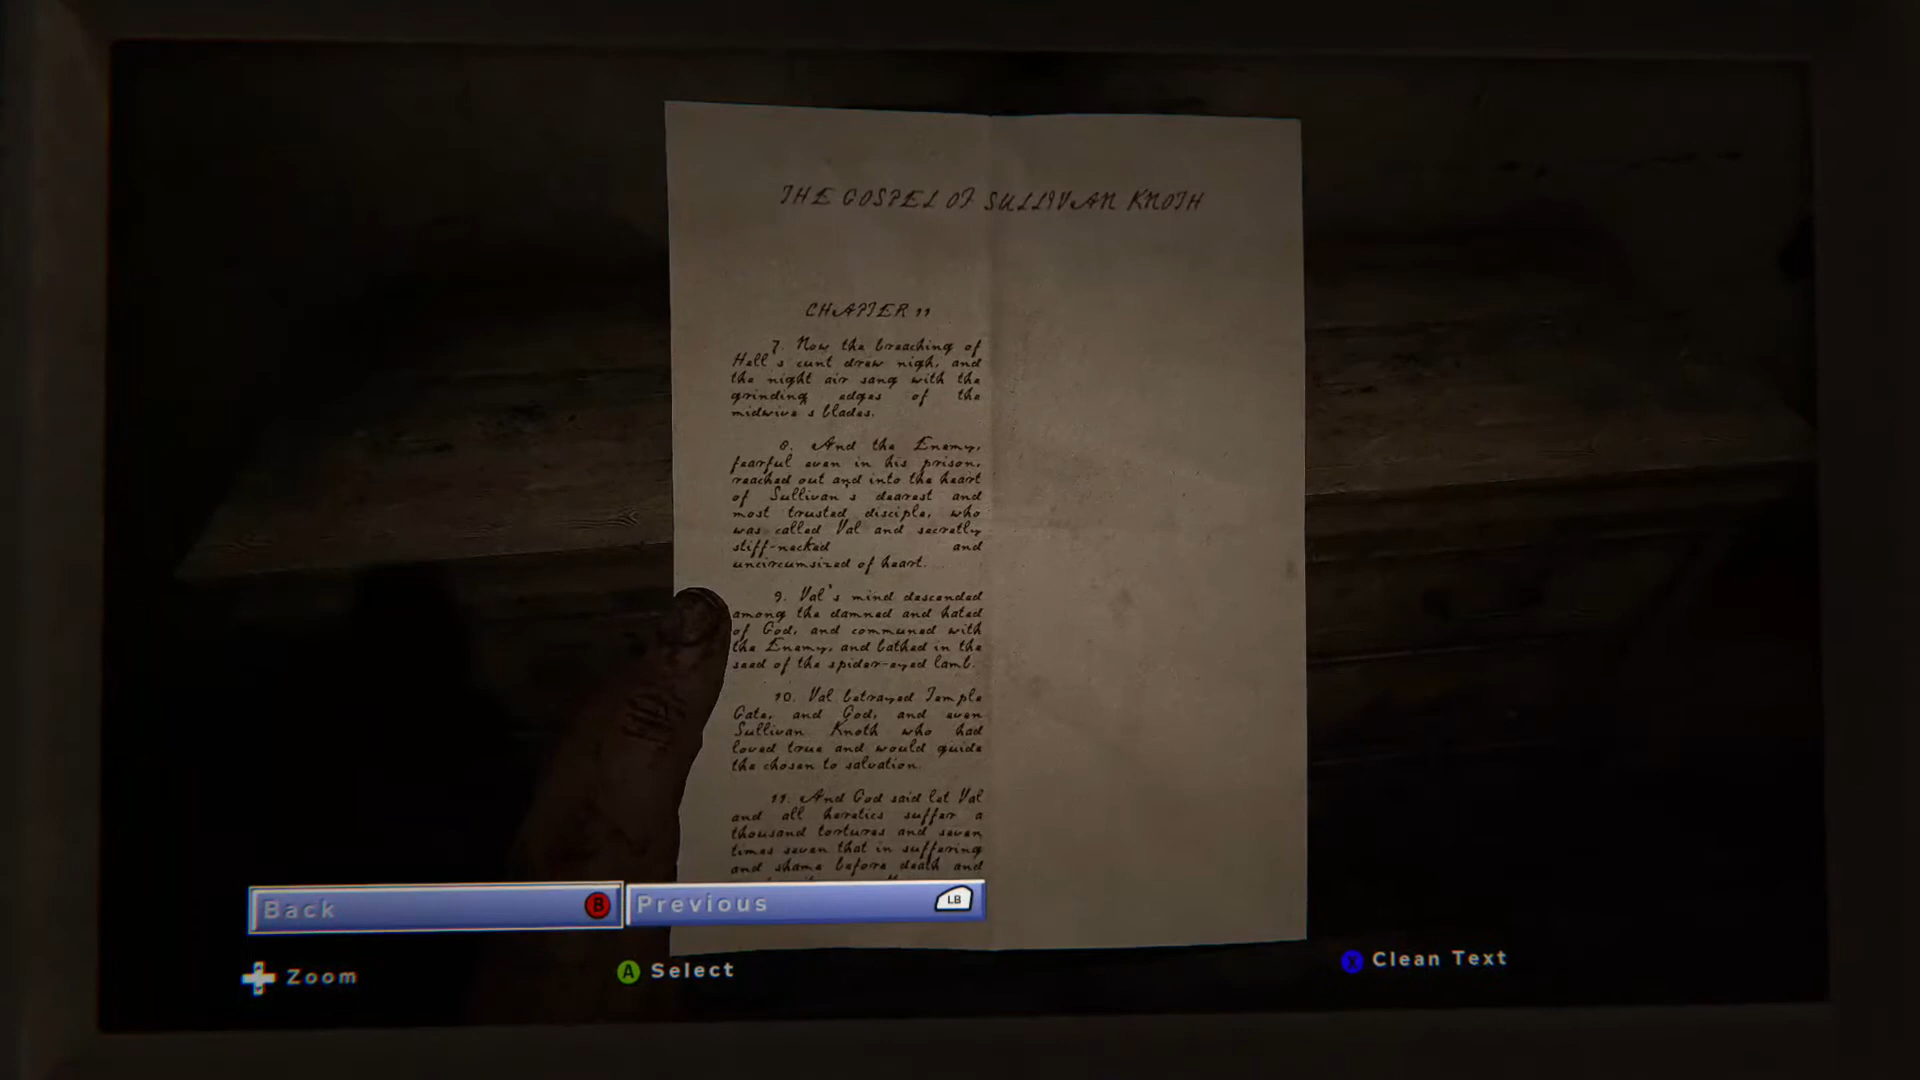 THE GOSPEL OF SULLIVAN KNOTH
CHAPTER 11
7. Now the breaching of
Hell s cunt drew nigh, and
the night air sang with the
grinding edges of the
midwive s blades.
8. And the Enemy,
fearful even in his prison,
reached out and into the heart
of Sullivan s dearest and
most trusted disciple, who
was called Val and secretly
stiff-necked and
uncircumsized of heart.
9. Val's mind descended
among the damned and hated
of God, and communed with
the Enemy, and bathed in the
seed of the spider-eyed lamb.
10. Val betrayed Temple
Gate, and God, and even
Sullivan Knoth who had
loved true and would guide
the chosen to salvation.
11. And God said let Val
and all heretics suffer a
thousand tortures and seven
times seven that in suffering
and shame before death and
Back B Previous LB
Zoom A Select X Clean Text